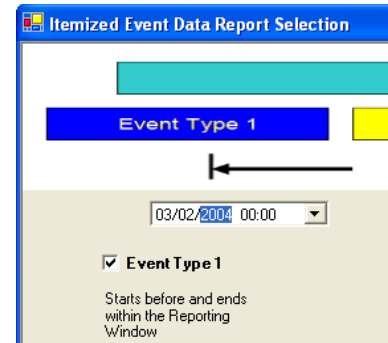 Itemized Event Data Report Selection
Event Type 1
03/02/2004 00:00
Event Type 1
Starts before and ends
within the Reporting
Window